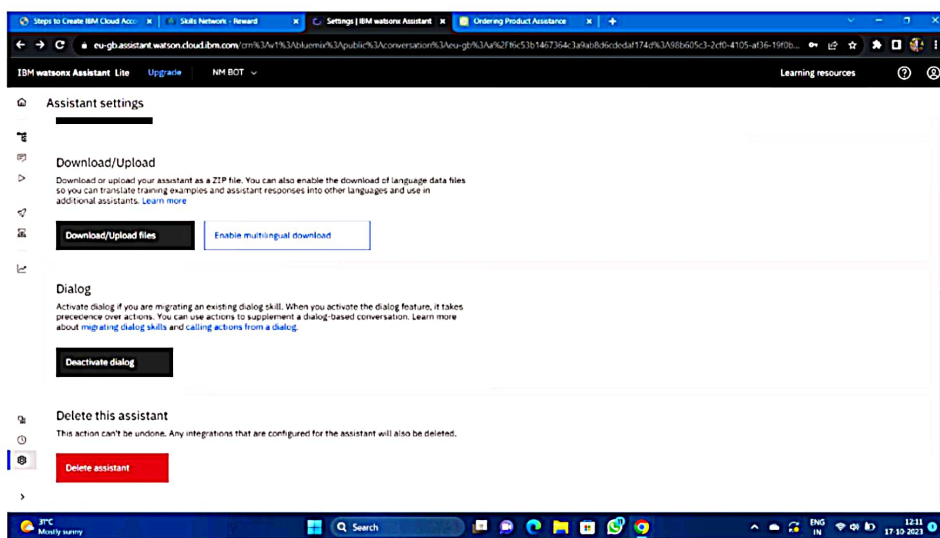 Steps to Create IBM Cloud Acco
Skills Network - Reward
Settings | IBM watsonx Assistant
Ordering Product Assistance
IBM watsonx Assistant Lite
Upgrade
NM BOT
Learning resources
Assistant settings
Download/Upload
Download or upload your assistant as a ZIP file. You can also enable the download of language data files
so you can translate training examples and assistant responses into other languages and use in
additional assistants. Learn more
Download/Upload files
Enable multilingual download
Dialog
Activate dialog if you are migrating an existing dialog skill. When you activate the dialog feature, it takes
precedence over actions. You can use actions to supplement a dialog-based conversation. Learn more
about migrating dialog skills and calling actions from a dialog.
Deactivate dialog
Delete this assistant
This action can't be undone. Any integrations that are configured for the assistant will also be deleted.
Delete assistant
31°C
Mostly sunny
Search
ENG
IN
12:11
17-10-2023